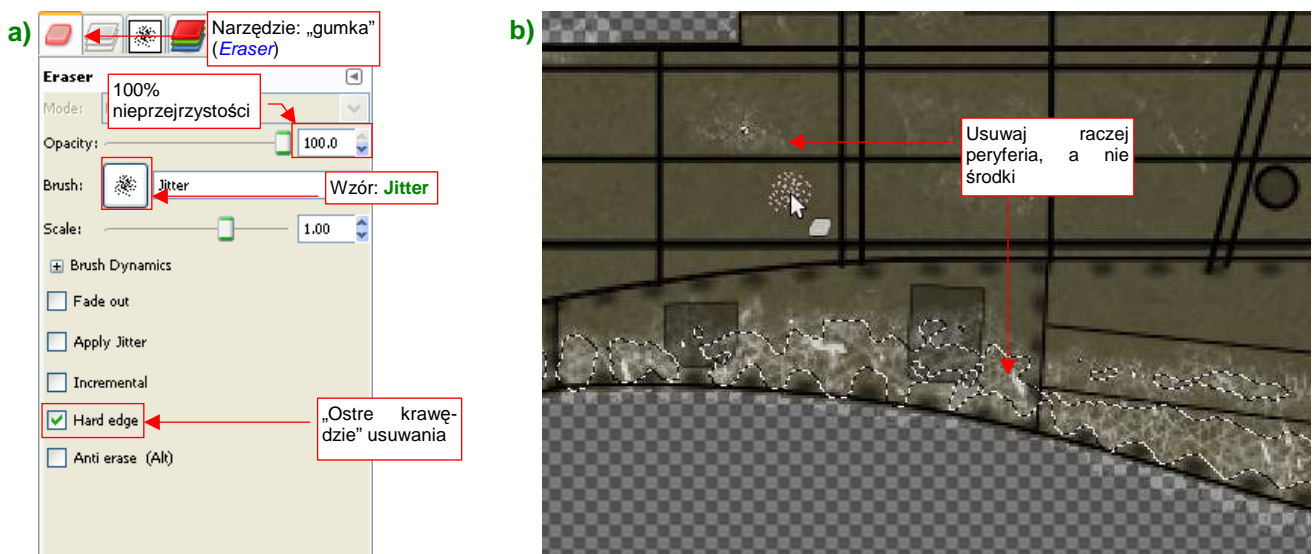 a)
Narzędzie: „gumka”
(Eraser)
Eraser
100%
nieprzejrzystości
Mode:
Opacity:
100.0
Brush:
Jitter
Wzór: Jitter
Scale:
1.00
Brush Dynamics
Fade out
Apply Jitter
Incremental
Hard edge
„Ostre krawę-
dzie” usuwania
Anti erase (Alt)
b)
Usuwaj raczej
peryferia, a nie
środki